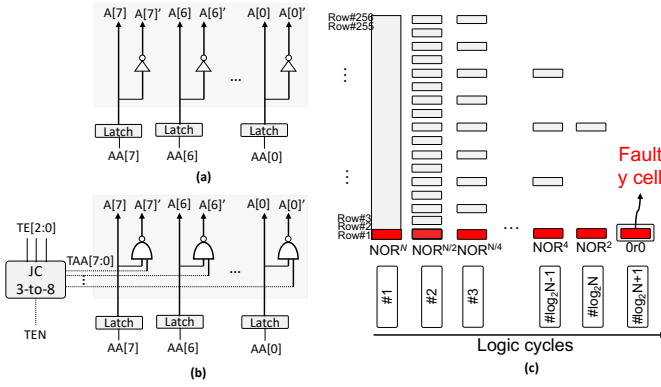 A[7] A[7]' A[6] A[6]' A[0] A[0]'
...
Latch Latch Latch
AA[7] AA[6] AA[0]
(a)
A[7] A[7]' A[6] A[6]' A[0] A[0]'
TE[2:0]
TAA[7:0]
...
JC
3-to-8
TEN
Latch Latch Latch
AA[7] AA[6] AA[0]
(b)
Row#256
Row#255
...
...
Row#3
Row#2
Row#1
Fault
y cell
...
NOR^N NOR^N/2 NOR^N/4 NOR^4 NOR^2 0r0
#1
#2
#3
#log₂N-1
#log₂N
#log₂N+1
Logic cycles
(c)